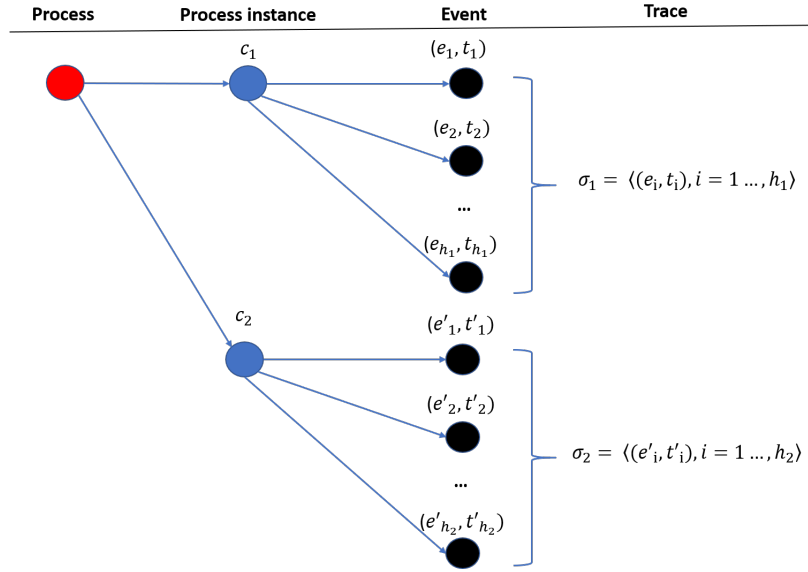 Process Process instance Event Trace
c₁
(e₁, t₁)
(e₂, t₂)
...
σ₁ = ⟨(eᵢ, tᵢ), i = 1 ..., h₁⟩
(e_{h₁}, t_{h₁})
c₂
(e'₁, t'₁)
(e'₂, t'₂)
σ₂ = ⟨(e'ᵢ, t'ᵢ), i = 1 ..., h₂⟩
...
(e'_{h₂}, t'_{h₂})